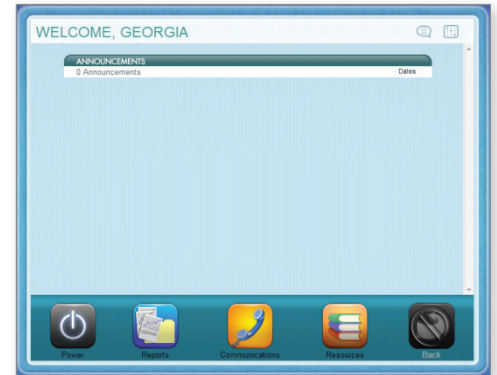 WELCOME, GEORGIA
ANNOUNCEMENTS
0 Announcements Dates
Power Reports Communications Resources Back